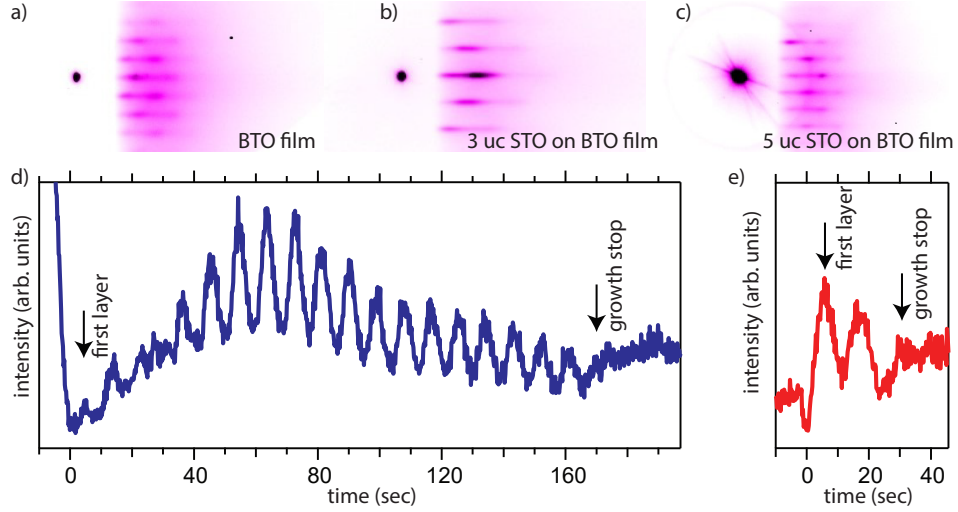 a)
b)
c)
BTO film
3 uc STO on BTO film
5 uc STO on BTO film
d)
intensity (arb. units)
first layer
growth stop
0
40
80
120
160
time (sec)
e)
intensity (arb. units)
first layer
growth stop
0
20
40
time (sec)